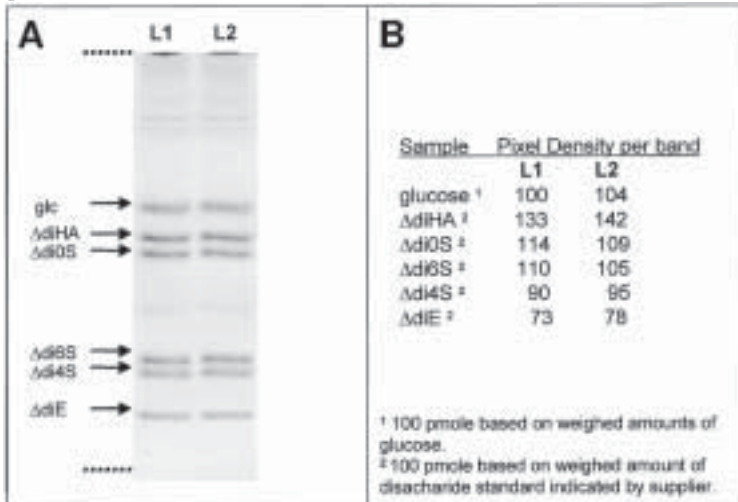 A
L1 L2
glc
ΔdiHA
Δdi0S
Δdi6S
Δdi4S
ΔdiE
B
Sample Pixel Density per band
L1 L2
glucose ¹ 100 104
ΔdiHA ² 133 142
Δdi0S ² 114 109
Δdi6S ² 110 105
Δdi4S ² 90 95
ΔdiE ² 73 78
¹ 100 pmole based on weighed amounts of
glucose.
² 100 pmole based on weighed amount of
disacharide standard indicated by supplier.